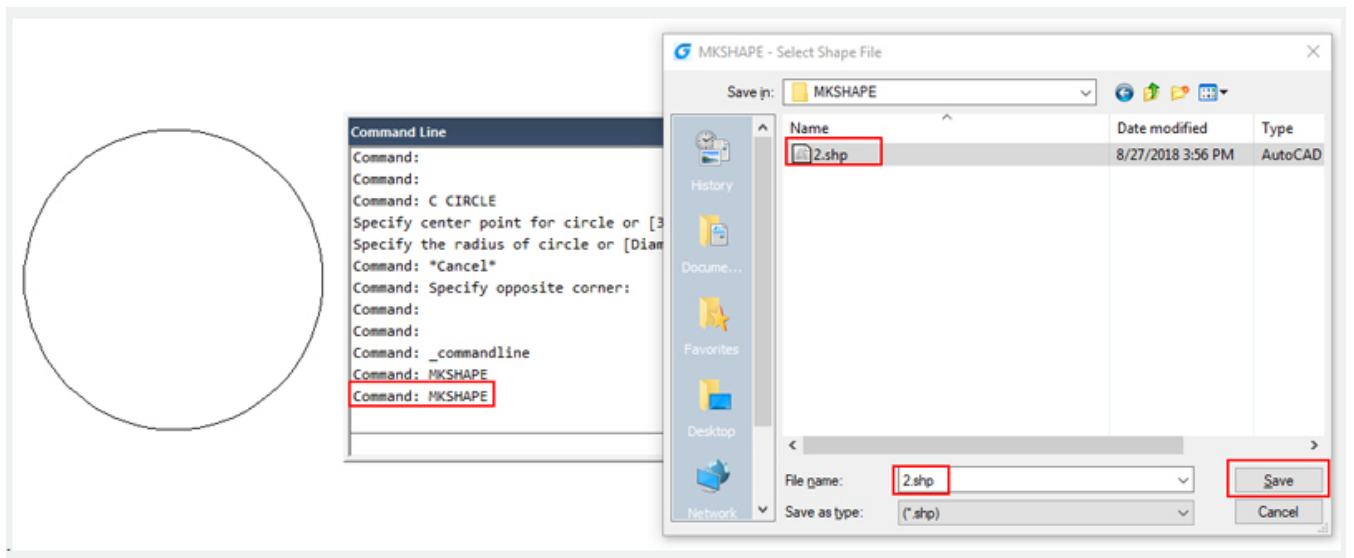 MKSHAPE - Select Shape File
Save in: MKSHAPE
Command Line
Command:
Command:
Command: C CIRCLE
Specify center point for circle or [3
Specify the radius of circle or [Diam
Command: *Cancel*
Command: Specify opposite corner:
Command:
Command:
Command: _commandline
Command: MKSHAPE
Command: MKSHAPE
History
Docume...
Favorites
Desktop
Network
Name Date modified Type
2.shp 8/27/2018 3:56 PM AutoCAD
File name: 2.shp Save
Save as type: (*.shp) Cancel